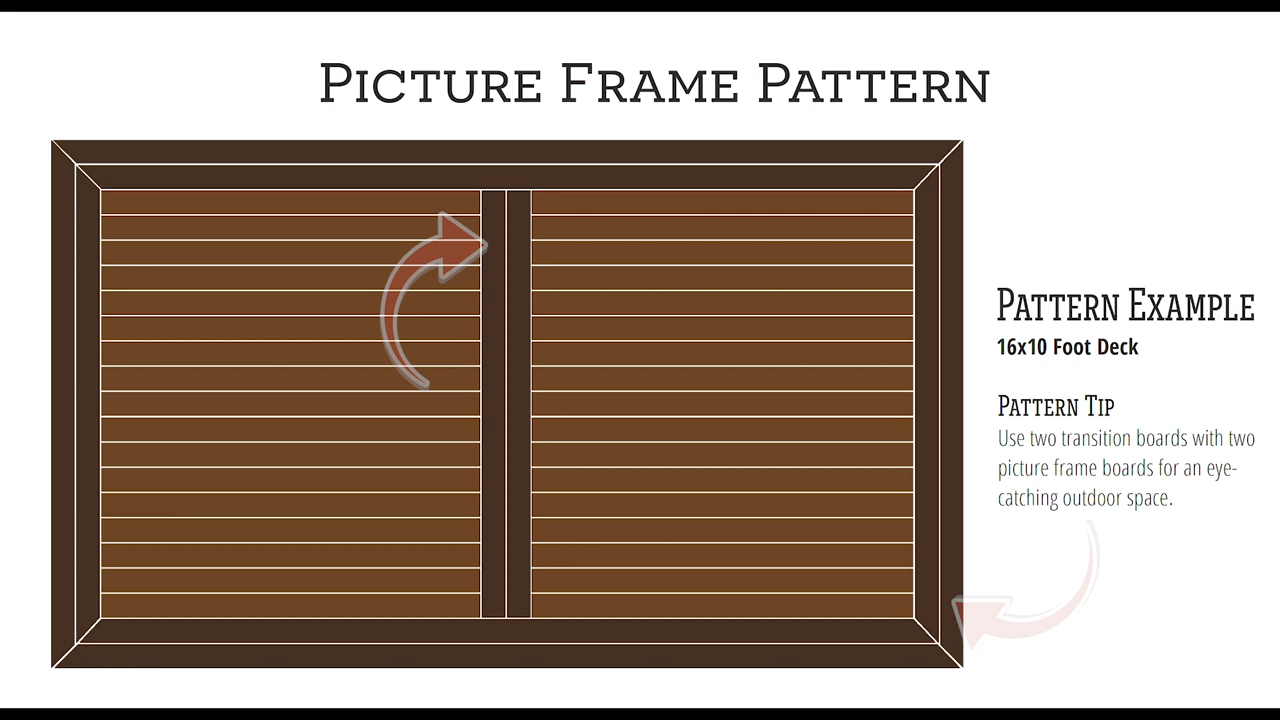 Picture Frame Pattern
Pattern Example
16x10 Foot Deck
Pattern Tip
Use two transition boards with two
picture frame boards for an eye-
catching outdoor space.